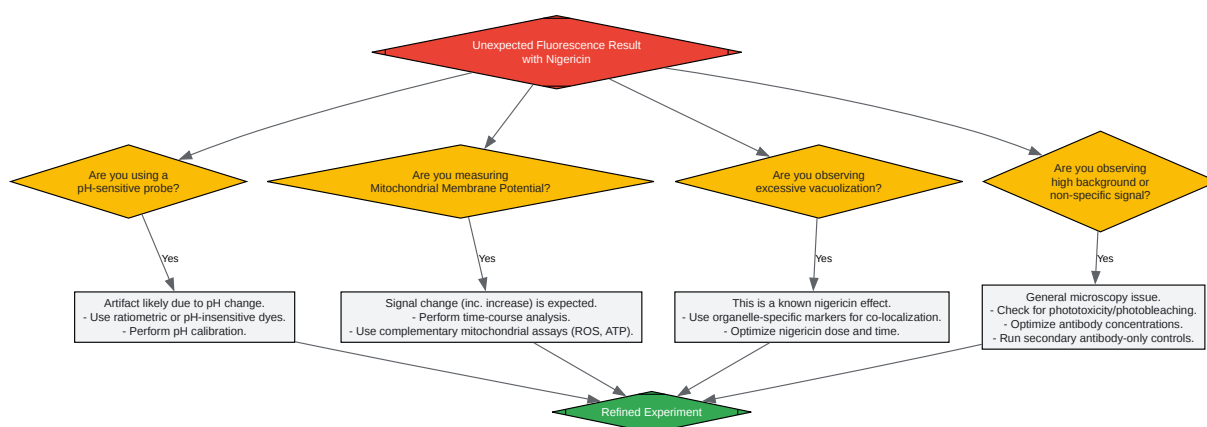 Unexpected Fluorescence Result
with Nigericin
Are you using a
pH-sensitive probe?
Are you measuring
Mitochondrial Membrane Potential?
Are you observing
excessive vacuolization?
Are you observing
high background or
non-specific signal?
Yes
Yes
Yes
Yes
Artifact likely due to pH change.
- Use ratiometric or pH-insensitive dyes.
- Perform pH calibration.
Signal change (inc. increase) is expected.
- Perform time-course analysis.
- Use complementary mitochondrial assays (ROS, ATP).
This is a known nigericin effect.
- Use organelle-specific markers for co-localization.
- Optimize nigericin dose and time.
General microscopy issue.
- Check for phototoxicity/photobleaching.
- Optimize antibody concentrations.
- Run secondary antibody-only controls.
Refined Experiment